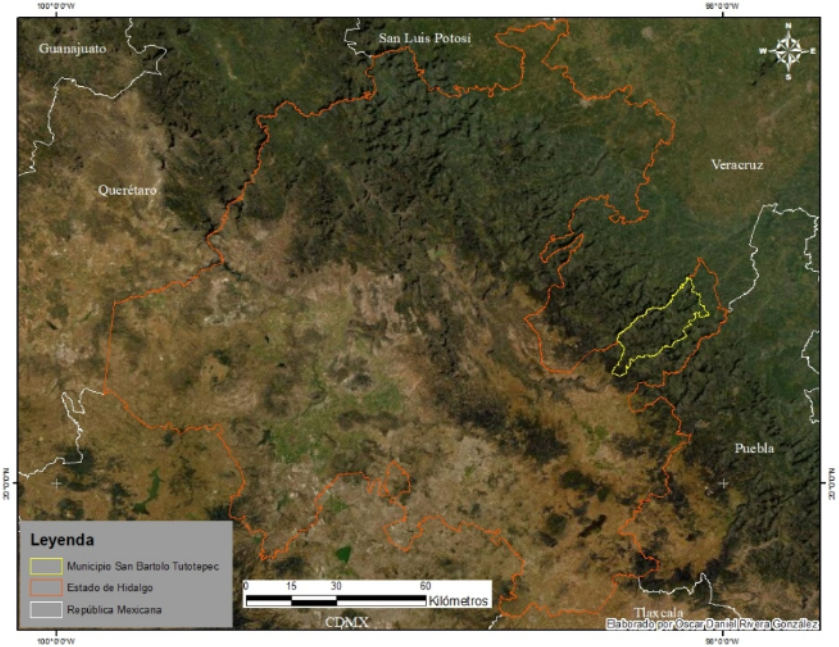 100°0'0"W
98°0'0"W
Guanajuato
San Luis Potosí
N
W E
S
Veracruz
Querétaro
Puebla
20°0'0"N
20°0'0"N
Leyenda
Municipio San Bartolo Tutotepec
Estado de Hidalgo
República Mexicana
0 15 30 60
Kilómetros
CDMX
Tlaxcala
Elaborado por Oscar Daniel Rivera González
100°0'0"W
98°0'0"W